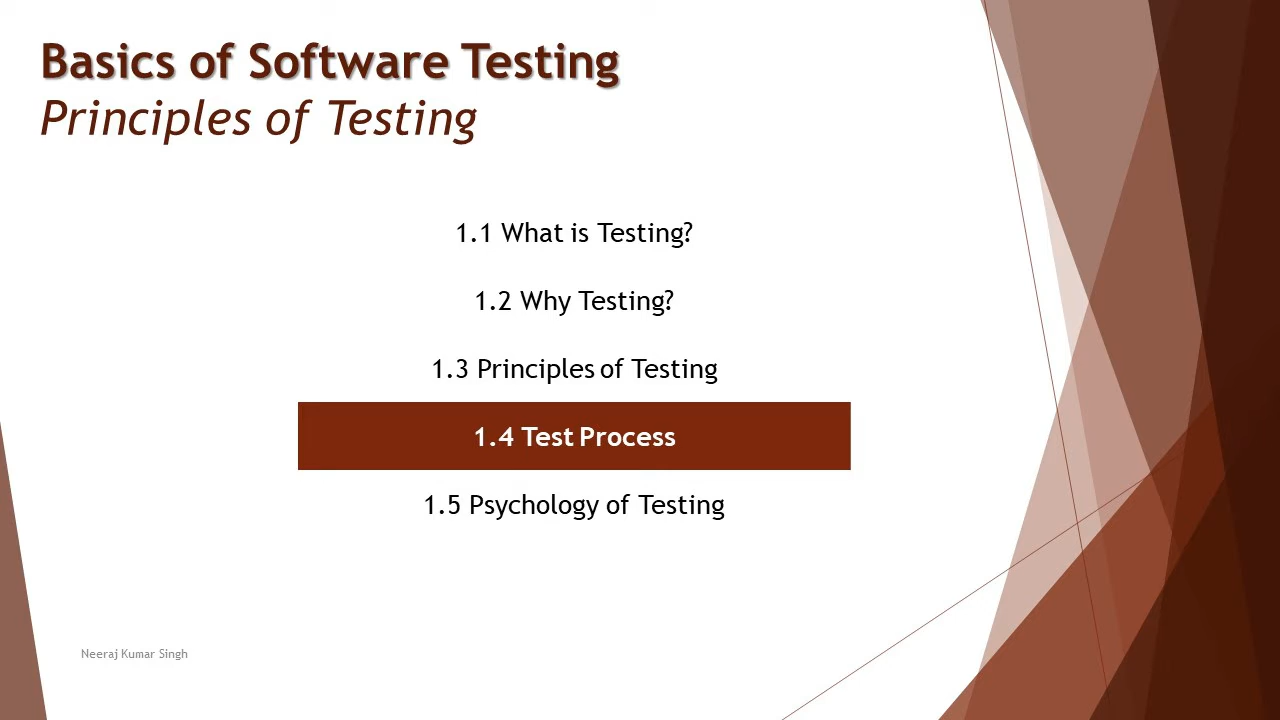 Basics of Software Testing
Principles of Testing
1.1 What is Testing?
1.2 Why Testing?
1.3 Principles of Testing
1.4 Test Process
1.5 Psychology of Testing
Neeraj Kumar Singh